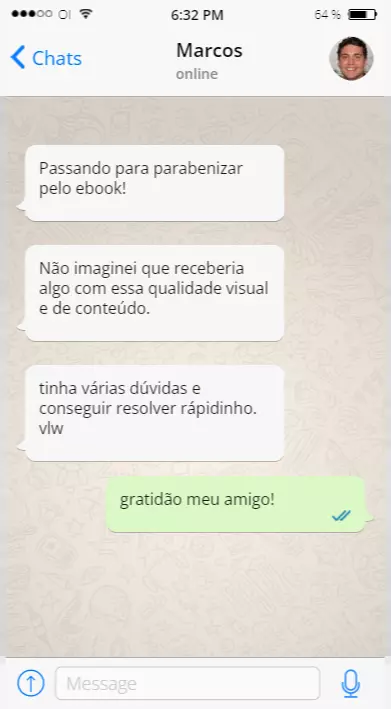 OI 6:32 PM 64 %
Chats Marcos
online
Passando para parabenizar
pelo ebook!
Não imaginei que receberia
algo com essa qualidade visual
e de conteúdo.
tinha várias dúvidas e
conseguir resolver rápidinho.
vlw
gratidão meu amigo!
Message